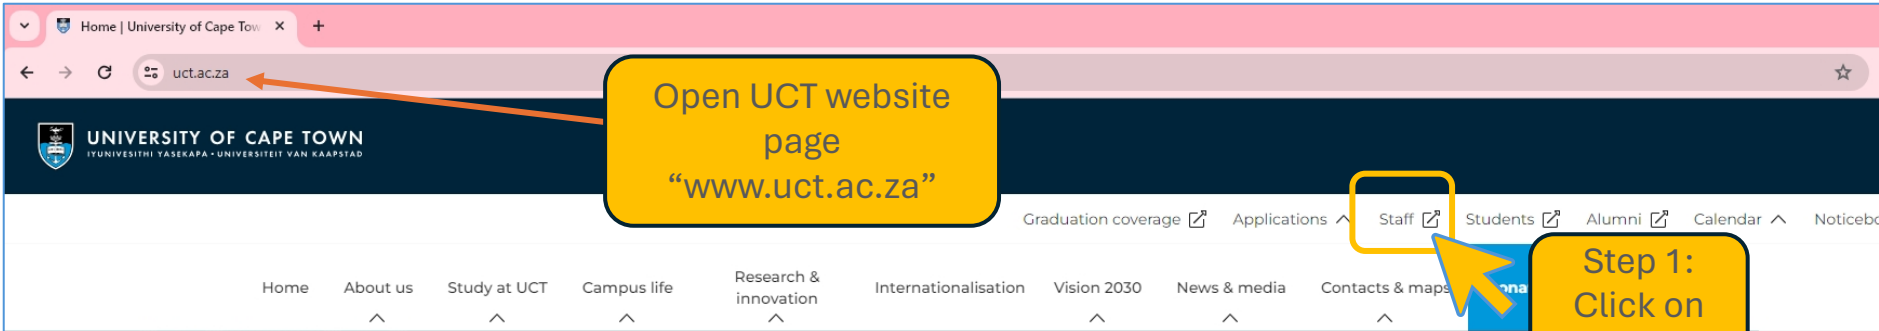 Home | University of Cape Tow
uct.ac.za
Open UCT website
page
“www.uct.ac.za”
UNIVERSITY OF CAPE TOWN
IYUNIVESITHI YASEKAPA • UNIVERSITEIT VAN KAAPSTAD
Graduation coverage Applications Staff Students Alumni Calendar Noticebo
Step 1:
Click on
Home About us Study at UCT Campus life Research & innovation Internationalisation Vision 2030 News & media Contacts & maps ona